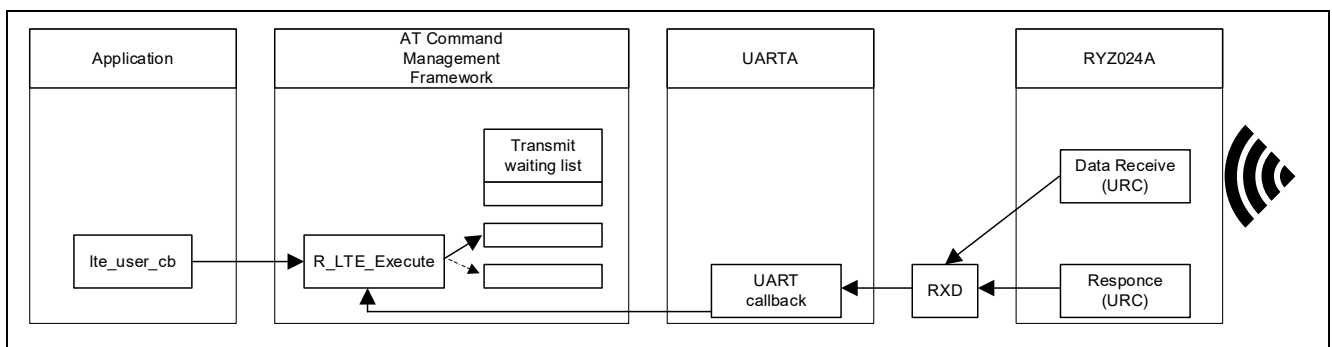 Application
AT Command
Management
Framework
UARTA
RYZ024A
Transmit
waiting list
Data Receive
(URC)
lte_user_cb
R_LTE_Execute
UART
callback
RXD
Responce
(URC)